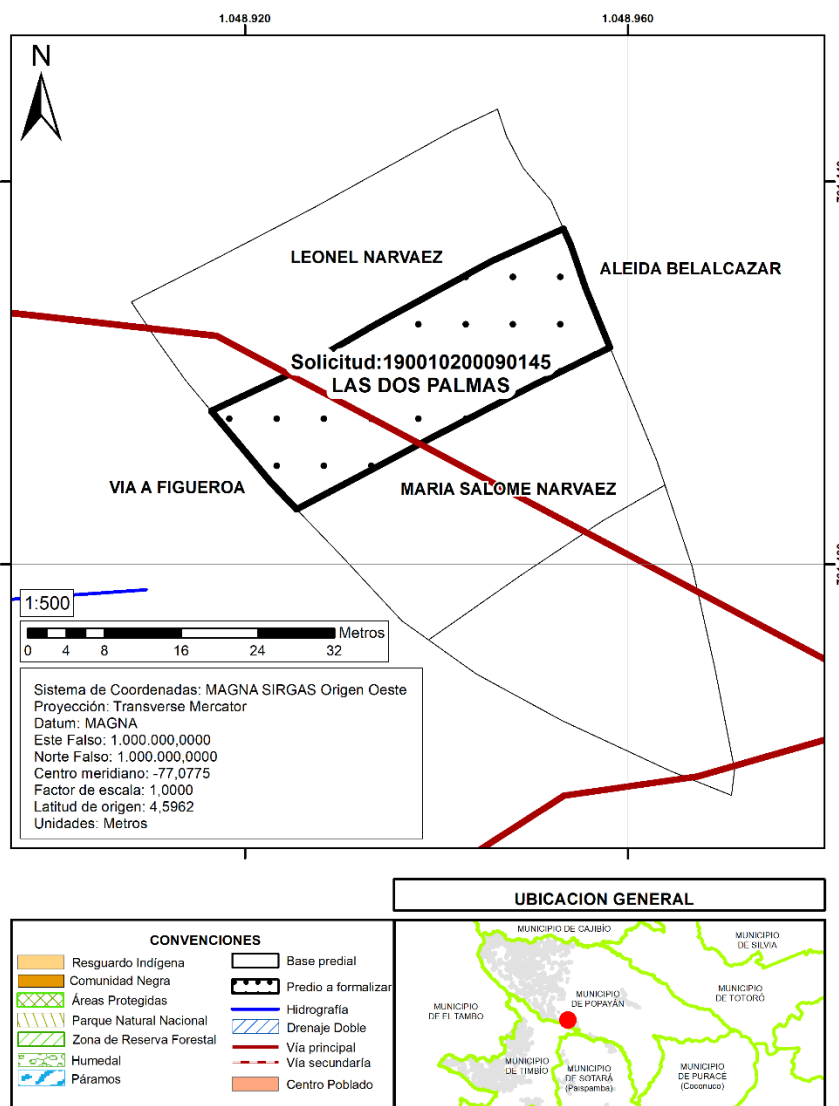 1.048.920
1.048.960
N
LEONEL NARVAEZ
ALEIDA BELALCAZAR
Solicitud:190010200090145
LAS DOS PALMAS
VIA A FIGUEROA
MARIA SALOME NARVAEZ
1:500
Metros
0 4 8 16 24 32
Sistema de Coordenadas: MAGNA SIRGAS Origen Oeste
Proyección: Transverse Mercator
Datum: MAGNA
Este Falso: 1.000.000,0000
Norte Falso: 1.000.000,0000
Centro meridiano: -77,0775
Factor de escala: 1,0000
Latitud de origen: 4,5962
Unidades: Metros
UBICACION GENERAL
CONVENCIONES
Resguardo Indígena
Comunidad Negra
Áreas Protegidas
Parque Natural Nacional
Zona de Reserva Forestal
Humedal
Páramos
Base predial
Predio a formalizar
Hidrografía
Drenaje Doble
Vía principal
Vía secundaría
Centro Poblado
MUNICIPIO DE CAJIBÍO
MUNICIPIO
DE SILVIA
MUNICIPIO
DE EL TAMBO
MUNICIPIO
DE POPAYÁN
MUNICIPIO
DE TOTORÓ
MUNICIPIO
DE TIMBÍO
MUNICIPIO
DE SOTARÁ
(Paispamba)
MUNICIPIO
DE PURACÉ
(Coconuco)